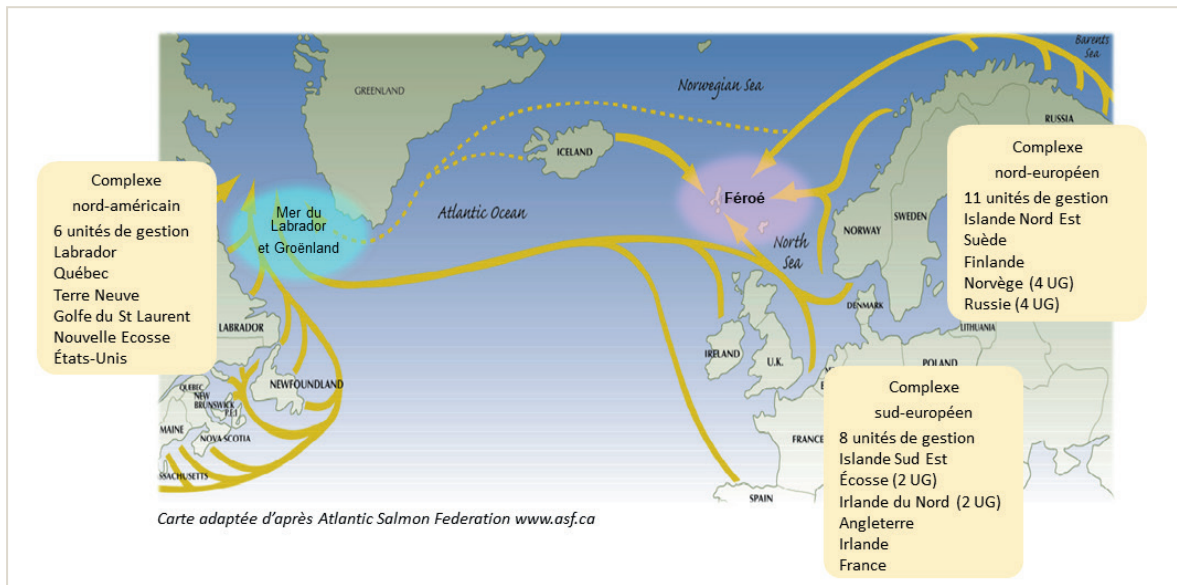 Barents
Sea
Norwegian Sea
GREENLAND
RUSSIA
ICELAND
Complexe
nord-américain
6 unités de gestion
Labrador
Québec
Terre Neuve
Golfe du St Laurent
Nouvelle Ecosse
États-Unis
Mer du
Labrador
et Groënland
Atlantic Ocean
Féroé
North
Sea
NORWAY
SWEDEN
Complexe
nord-européen
11 unités de gestion
Islande Nord Est
Suède
Finlande
Norvège (4 UG)
Russie (4 UG)
DENMARK
LITHUANIA
LABRADOR
IRELAND
U.K.
POLAND
NEWFOUNDLAND
QUEBEC
NEW
BRUNSWICK
P.E.I
MAINE
NOVA SCOTIA
SSACHUSETTS
FRANCE
SPAIN
Complexe
sud-européen
8 unités de gestion
Islande Sud Est
Écosse (2 UG)
Irlande du Nord (2 UG)
Angleterre
Irlande
France
Carte adaptée d'après Atlantic Salmon Federation www.asf.ca